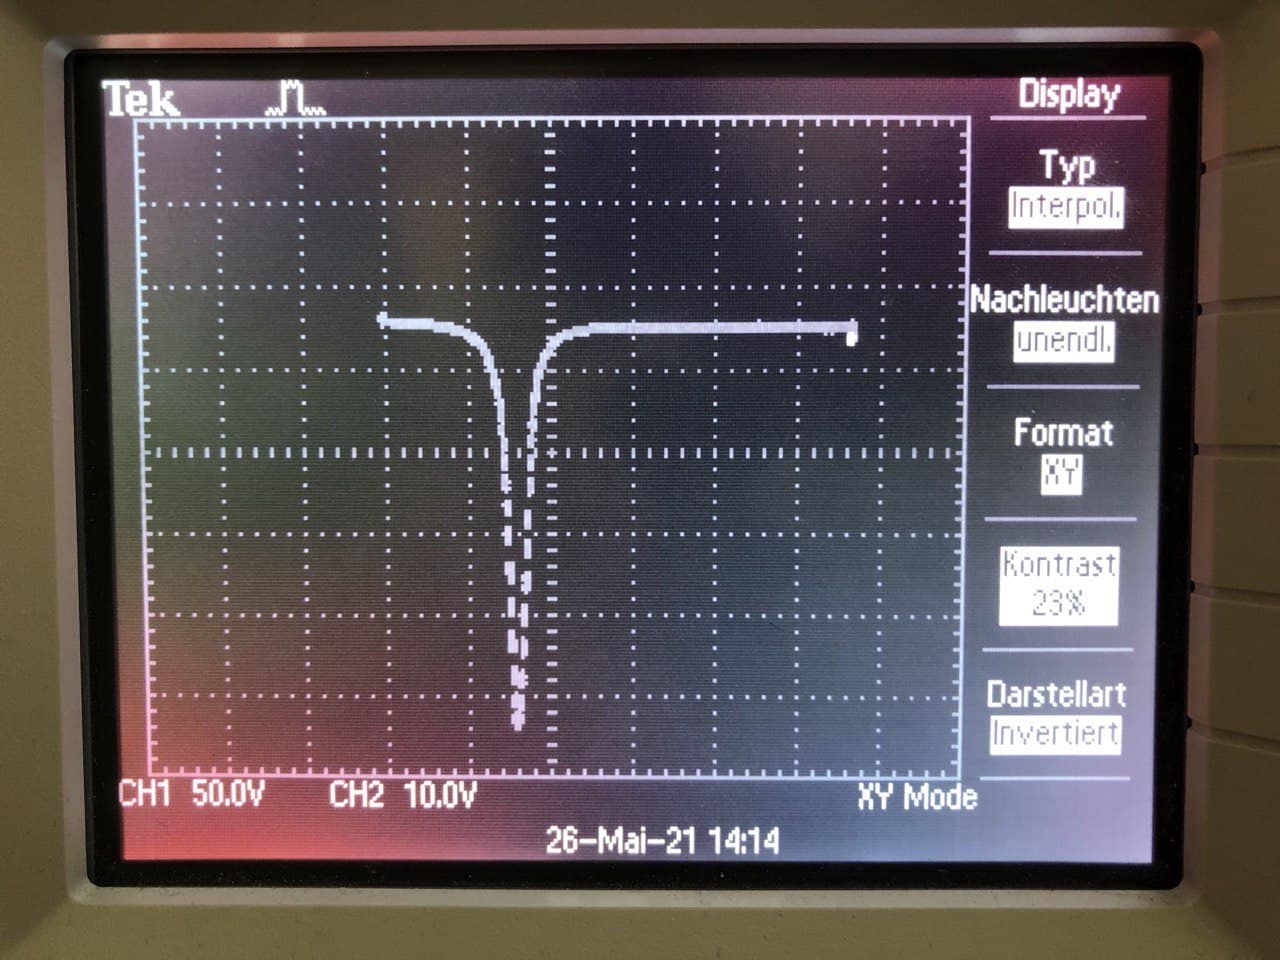 Tek
Display
Typ
Interpol.
Nachleuchten
unendl.
Format
XY
Kontrast
23%
Darstellart
Invertiert
CH1 50.0V CH2 10.0V XY Mode
26-Mai-21 14:14